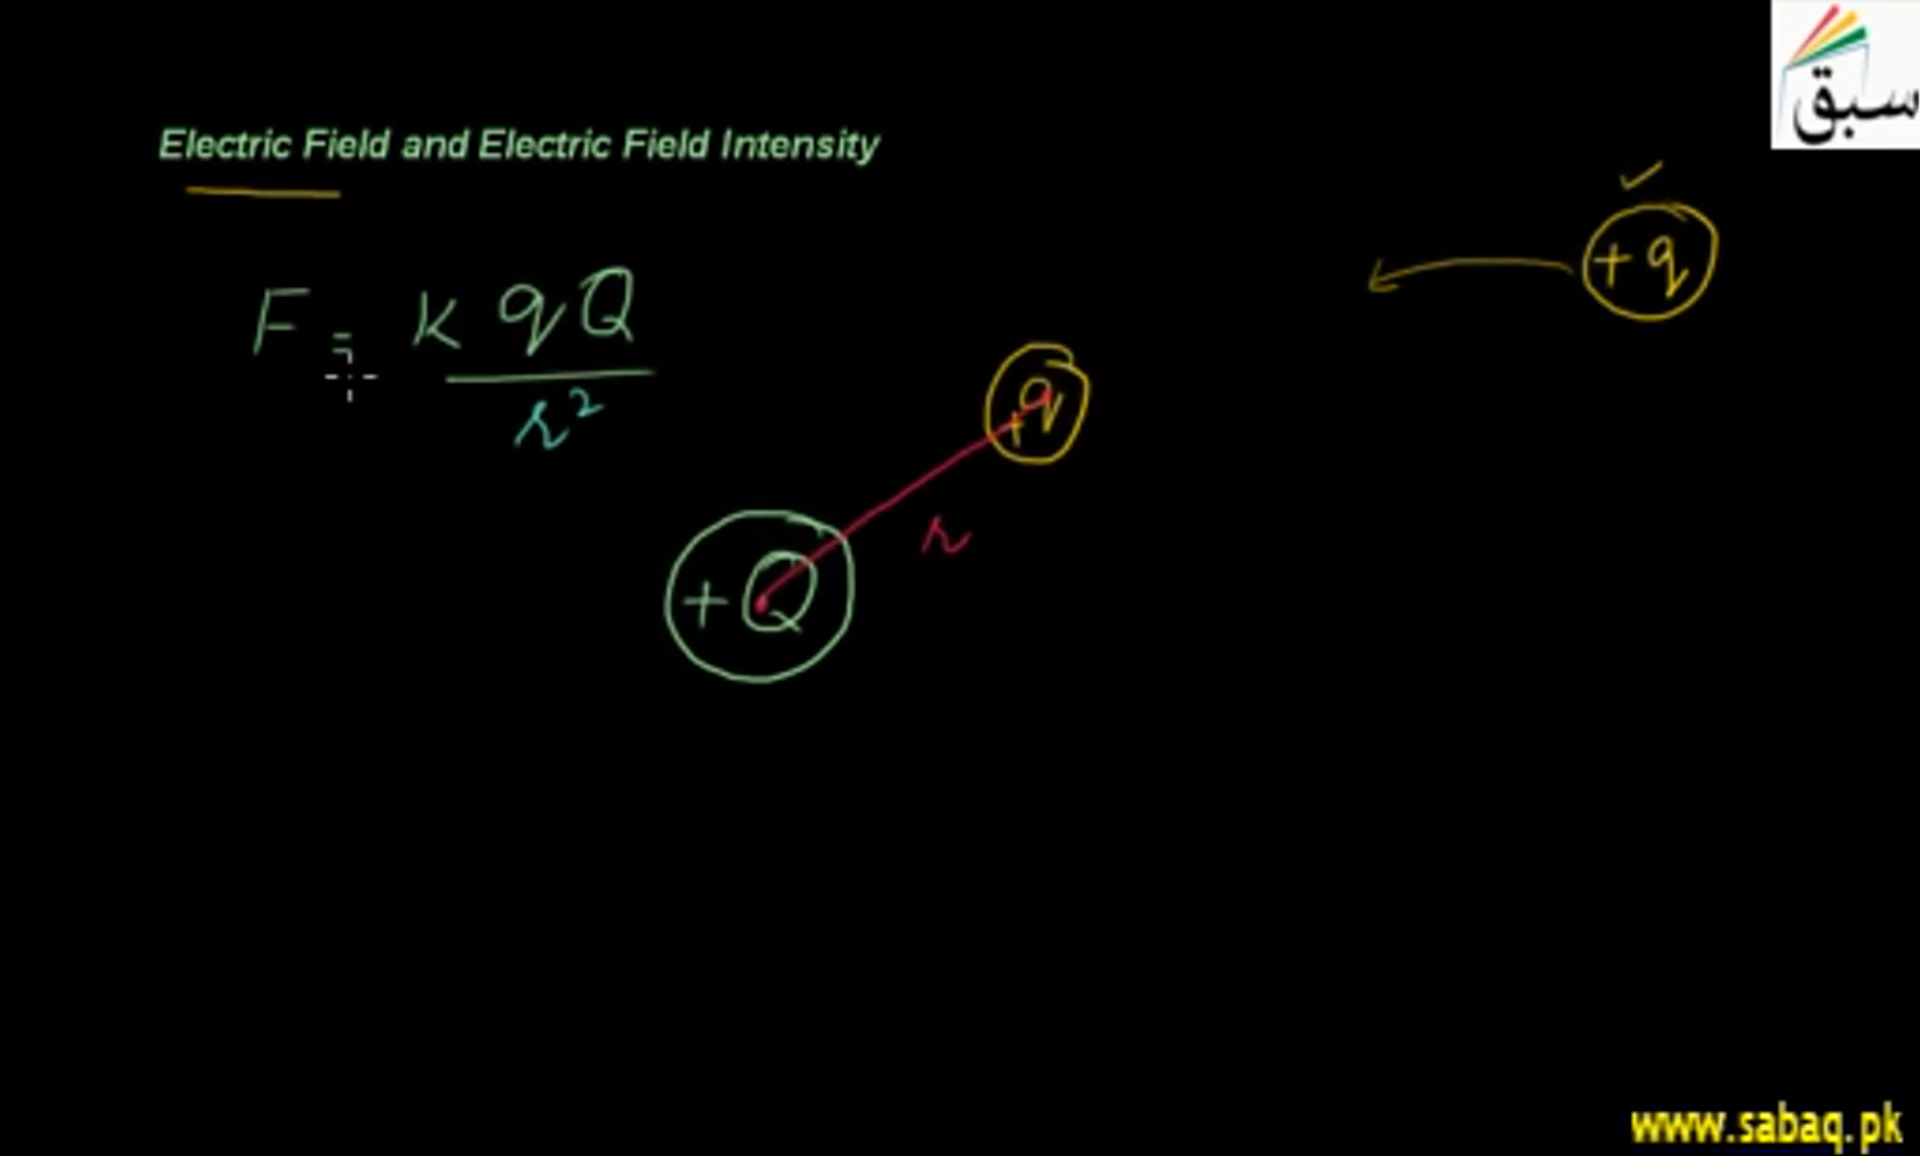 سبق
Electric Field and Electric Field Intensity
+q
F = k qQ
r²
+q
r
+Q
www.sabaq.pk